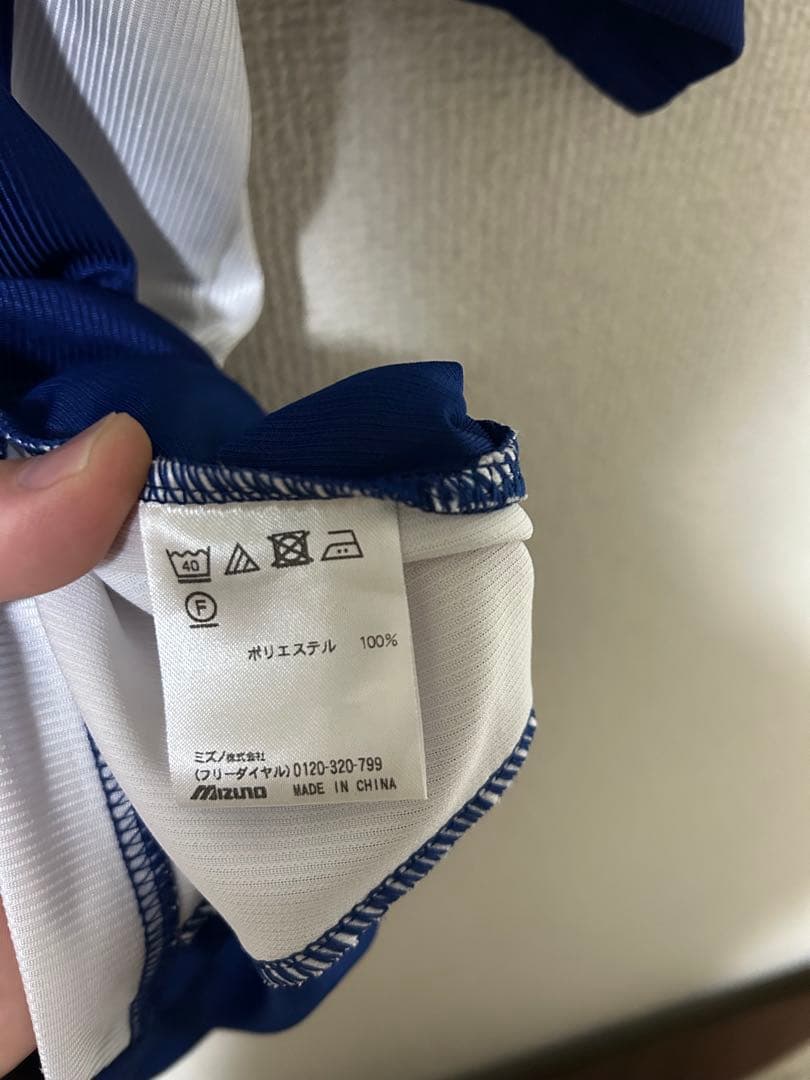 40
F
ポリエステル 100%
ミズノ株式会社
(フリーダイヤル)0120-320-799
MIZUNO MADE IN CHINA